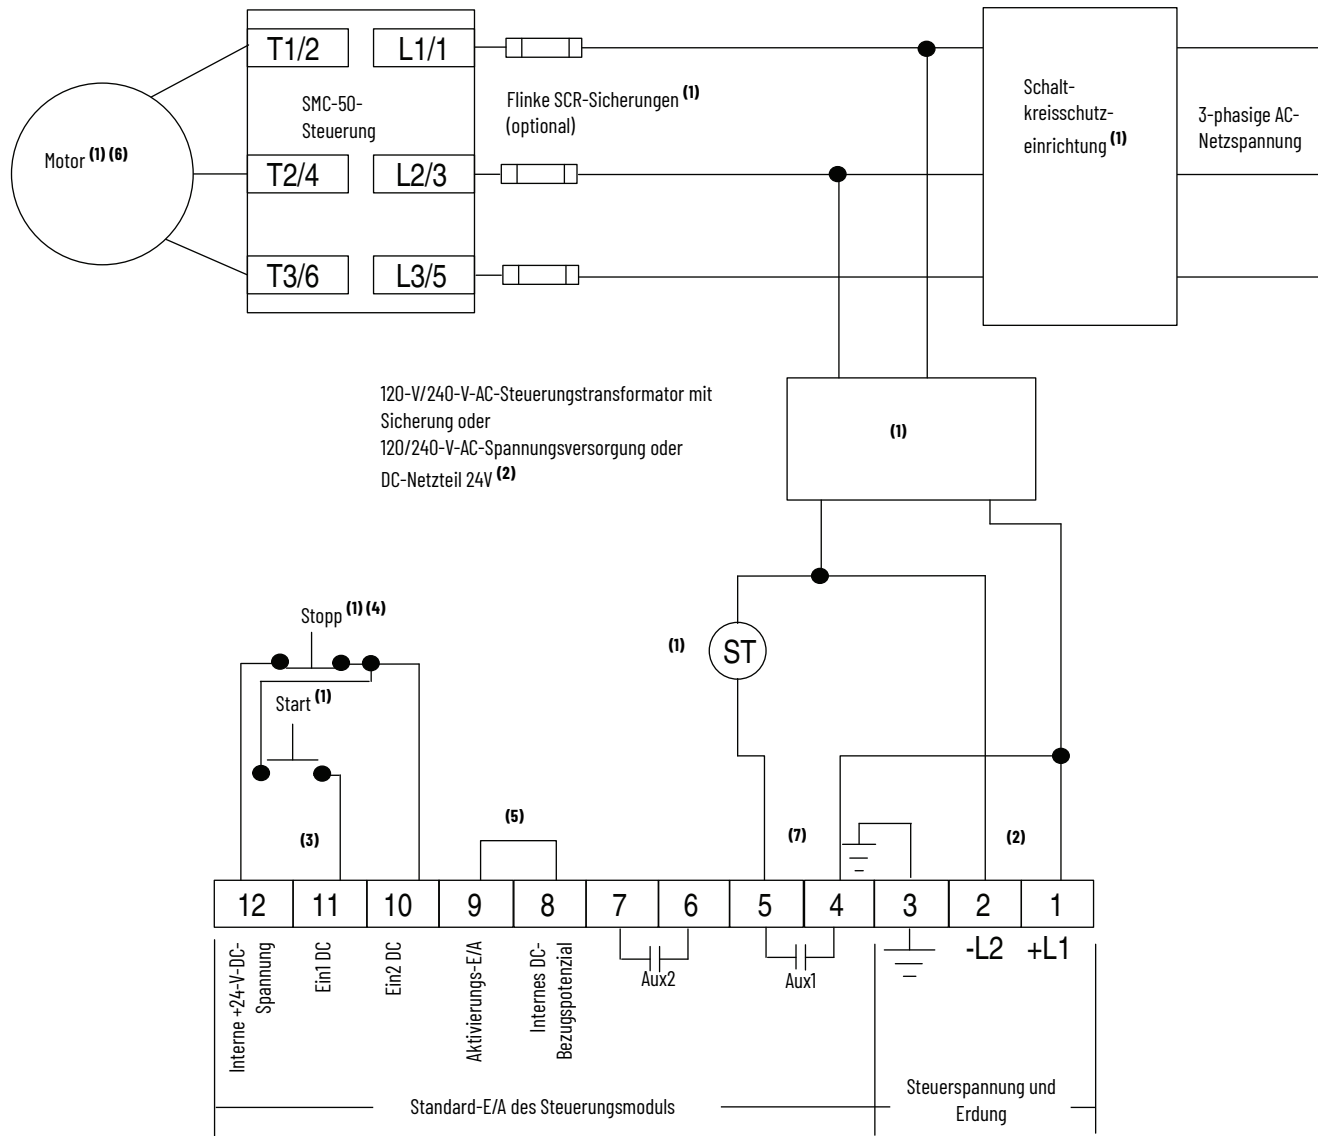 T1/2
L1/1
T2/4
L2/3
T3/6
L3/5
SMC-50-
Steuerung
Motor (1) (6)
Flinke SCR-Sicherungen (1)
(optional)
Schalt-
kreisschutz-
einrichtung (1)
3-phasige AC-
Netzspannung
120-V/240-V-AC-Steuerungstransformator mit
Sicherung oder
120/240-V-AC-Spannungsversorgung oder
DC-Netzteil 24V (2)
(1)
Stopp (1) (4)
(1)
ST
Start (1)
(3)
(5)
(7)
(2)
12
11
10
9
8
7
6
5
4
3
2
1
Interne +24-V-DC-
Spannung
Ein1 DC
Ein2 DC
Aktivierungs-E/A
Internes DC-
Bezugspotenzial
Aux2
Aux1
-L2
+L1
Standard-E/A des Steuerungsmoduls
Steuerspannung und
Erdung